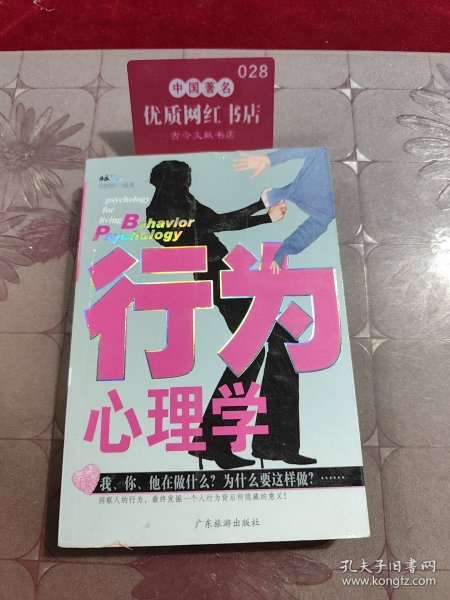 028
中国著名
优质网红书店
古今文献书店
编著
psychology
for
living
Behavior
Psychology
行为
心理学
我、你、他在做什么？为什么要这样做？……
洞察人的行为，最终发掘一个人行为背后所隐藏的意义！
广东旅游出版社
孔夫子旧书网
www.kongfz.com